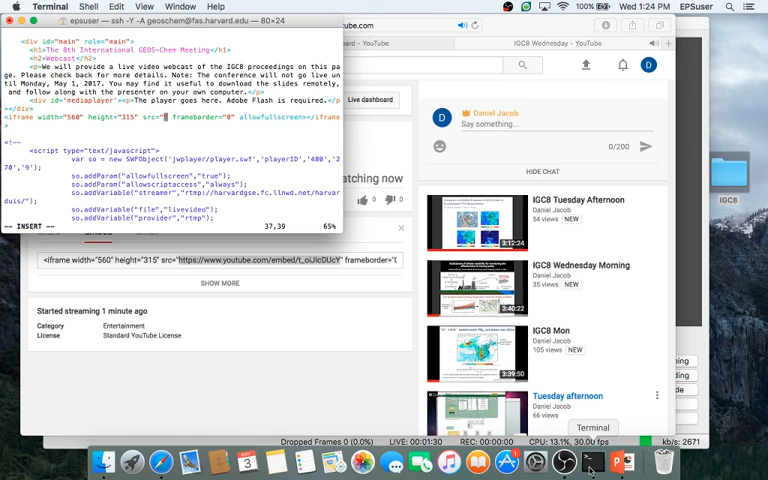 Terminal Shell Edit View Window Help 100% Wed 1:24 PM EPSuser
epsuser — ssh -Y -A geoschem@fas.harvard.edu — 80×24
<div id="main" role="main">
<h1>The 8th International GEOS-Chem Meeting</h1>
<h2>Webcast</h2>
<p>We will provide a live video webcast of the IGC8 proceedings on this pa
ge. Please check back for more details. Note: The conference will not go live un
til Monday, May 1, 2017. You may find it useful to download the slides remotely,
and follow along with the presenter on your own computer.</p>
<div id='mediaplayer'><p>The player goes here. Adobe Flash is required.</p
></div>
<iframe width="560" height="315" src=" frameborder="0" allowfullscreen></iframe
>
<!--
<script type="text/javascript">
var so = new SWFObject('jwplayer/player.swf','playerID','480','2
70','9');
so.addParam("allowfullscreen","true");
so.addParam("allowscriptaccess","always");
so.addVariable("streamer","rtmp://harvardgse.fc.llnwd.net/harvar
duis/");
so.addVariable("file","livevideo");
so.addVariable("provider","rtmp");
-- INSERT -- 37,39 65%
be.com
ard - YouTube
IGC8 Wednesday - YouTube
D
Live dashboard
atching now
0 0
Embed
<iframe width="560" height="315" src="https://www.youtube.com/embed/t_oiJlcDUcY" frameborder="(
SHOW MORE
Started streaming 1 minute ago
Category Entertainment
License Standard YouTube License
D
Daniel Jacob
Say something...
0/200
HIDE CHAT
3:12:24
IGC8 Tuesday Afternoon
Daniel Jacob
54 views NEW
3:40:22
IGC8 Wednesday Morning
Daniel Jacob
35 views NEW
3:39:50
IGC8 Mon
Daniel Jacob
105 views NEW
Tuesday afternoon
Daniel Jacob
66 views
IGC8
Terminal
Dropped Frames 0 (0.0%) LIVE: 00:01:30 REC: 00:00:00 CPU: 13.1%, 30.00 fps kb/s: 2671
3